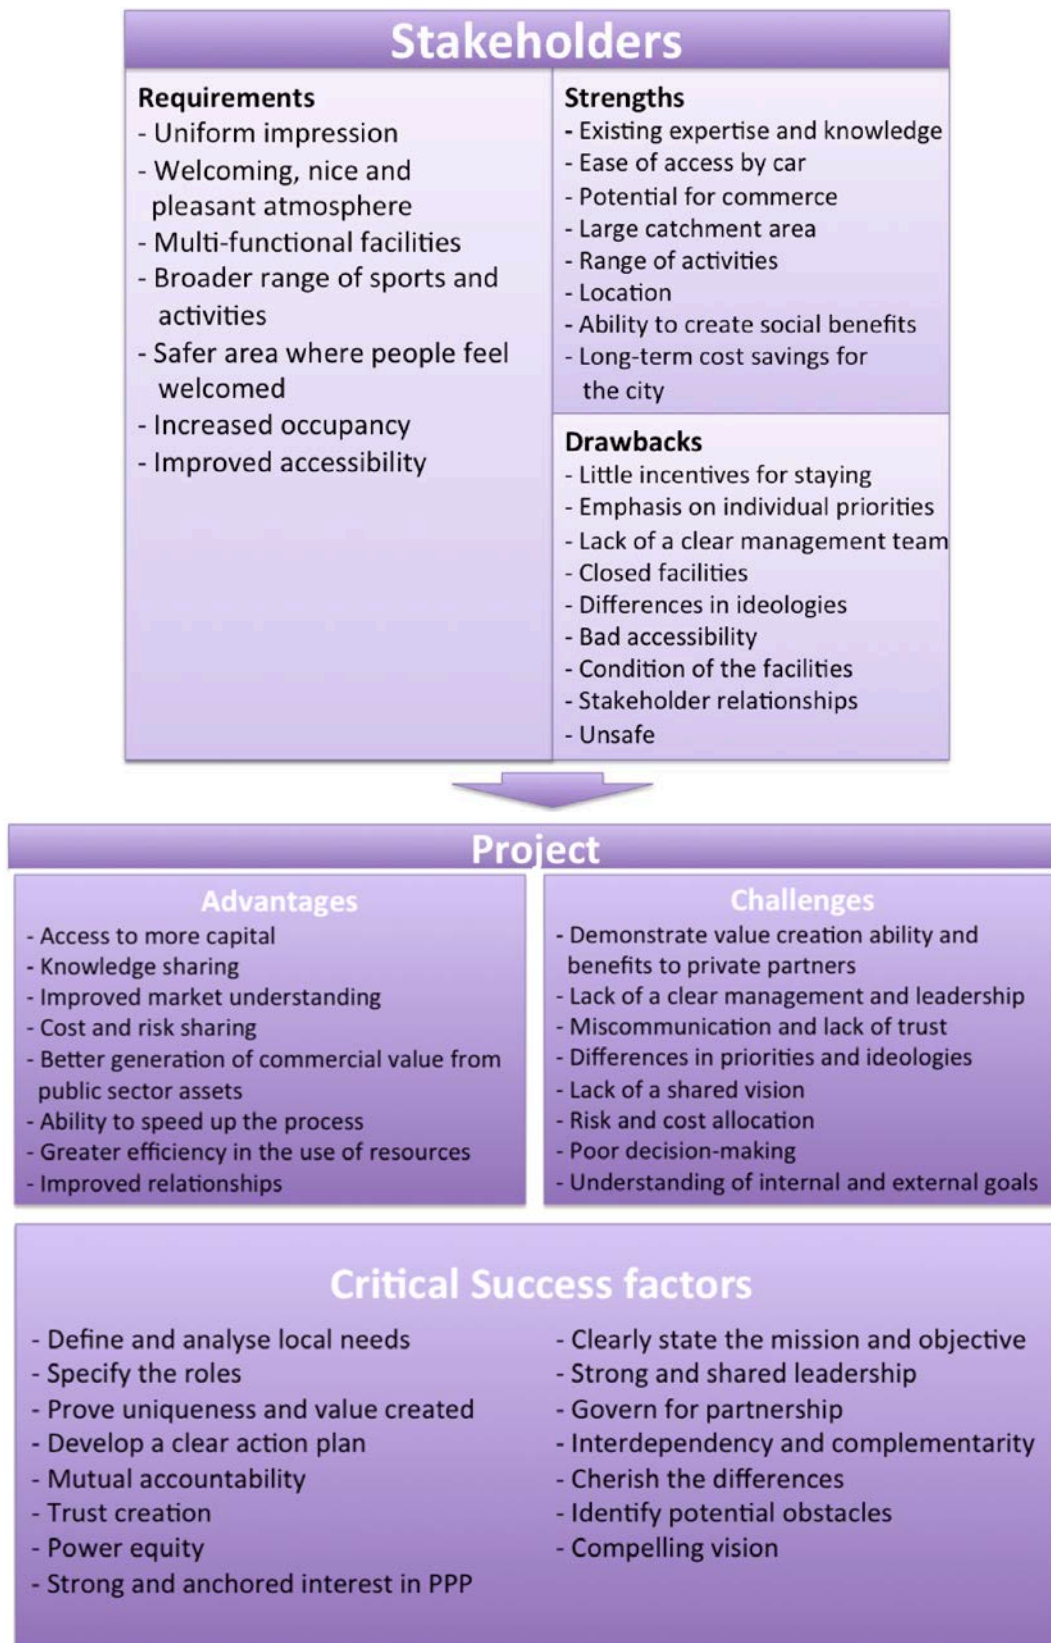 Stakeholders
Requirements
- Uniform impression
- Welcoming, nice and
pleasant atmosphere
- Multi-functional facilities
- Broader range of sports and
activities
- Safer area where people feel
welcomed
- Increased occupancy
- Improved accessibility
Strengths
- Existing expertise and knowledge
- Ease of access by car
- Potential for commerce
- Large catchment area
- Range of activities
- Location
- Ability to create social benefits
- Long-term cost savings for
the city
Drawbacks
- Little incentives for staying
- Emphasis on individual priorities
- Lack of a clear management team
- Closed facilities
- Differences in ideologies
- Bad accessibility
- Condition of the facilities
- Stakeholder relationships
- Unsafe
Project
Advantages
- Access to more capital
- Knowledge sharing
- Improved market understanding
- Cost and risk sharing
- Better generation of commercial value from
public sector assets
- Ability to speed up the process
- Greater efficiency in the use of resources
- Improved relationships
Challenges
- Demonstrate value creation ability and
benefits to private partners
- Lack of a clear management and leadership
- Miscommunication and lack of trust
- Differences in priorities and ideologies
- Lack of a shared vision
- Risk and cost allocation
- Poor decision-making
- Understanding of internal and external goals
Critical Success factors
- Define and analyse local needs
- Specify the roles
- Prove uniqueness and value created
- Develop a clear action plan
- Mutual accountability
- Trust creation
- Power equity
- Strong and anchored interest in PPP
- Clearly state the mission and objective
- Strong and shared leadership
- Govern for partnership
- Interdependency and complementarity
- Cherish the differences
- Identify potential obstacles
- Compelling vision